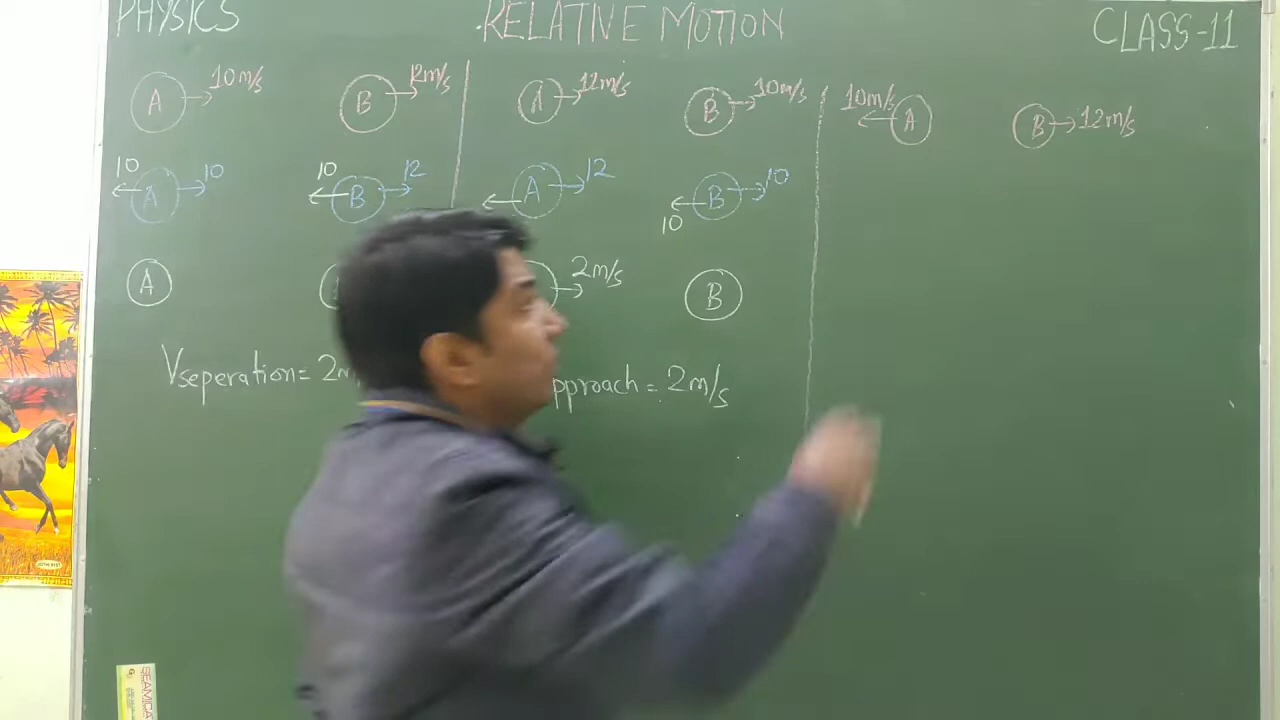 PHYSICS RELATIVE MOTION CLASS-11
A 10m/s B 12m/s
A 12m/s B 10m/s
10m/s A B 12m/s
10 A 10 10 B 12
A 12 10 B 10
A
2m/s B
Vseperation = 2m
pproach = 2m/s